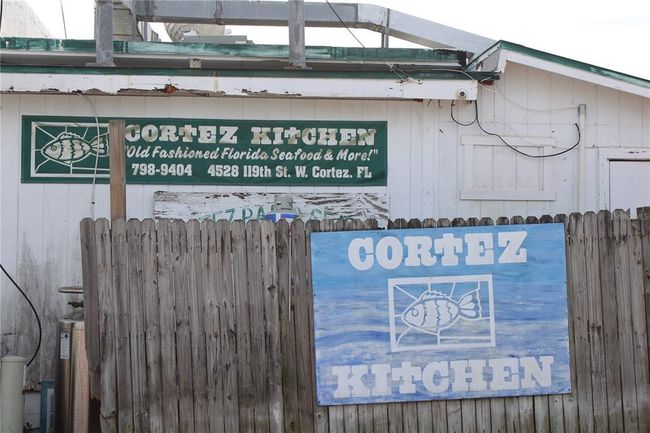 CORTEZ KITCHEN
"Old Fashioned Florida Seafood & More!"
798-9404 4528 119th St. W. Cortez, FL
CORTEZ
KITCHEN